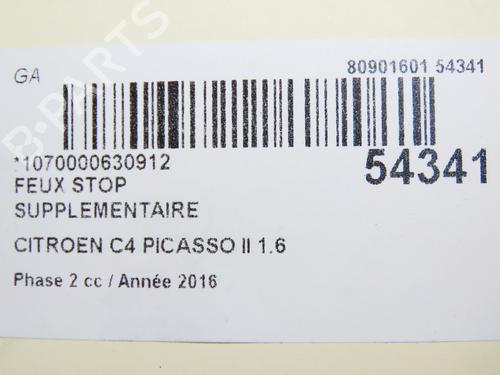 GA
80901601 54341
*1070000630912
54341
FEUX STOP
SUPPLEMENTAIRE
CITROEN C4 PICASSO II 1.6
Phase 2 cc / Année 2016
B-PARTS